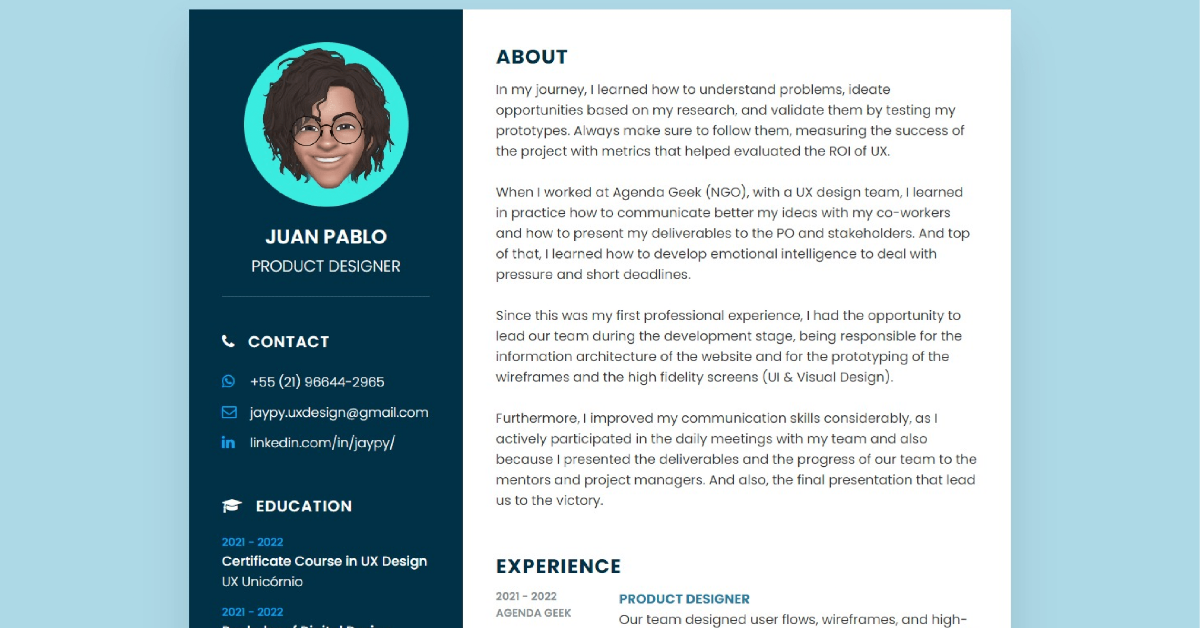 JUAN PABLO
PRODUCT DESIGNER
CONTACT
+55 (21) 96644-2965
jaypy.uxdesign@gmail.com
linkedin.com/in/jaypy/
EDUCATION
2021 - 2022
Certificate Course in UX Design
UX Unicórnio
2021 - 2022
ABOUT
In my journey, I learned how to understand problems, ideate
opportunities based on my research, and validate them by testing my
prototypes. Always make sure to follow them, measuring the success of
the project with metrics that helped evaluated the ROI of UX.
When I worked at Agenda Geek (NGO), with a UX design team, I learned
in practice how to communicate better my ideas with my co-workers
and how to present my deliverables to the PO and stakeholders. And top
of that, I learned how to develop emotional intelligence to deal with
pressure and short deadlines.
Since this was my first professional experience, I had the opportunity to
lead our team during the development stage, being responsible for the
information architecture of the website and for the prototyping of the
wireframes and the high fidelity screens (UI & Visual Design).
Furthermore, I improved my communication skills considerably, as I
actively participated in the daily meetings with my team and also
because I presented the deliverables and the progress of our team to the
mentors and project managers. And also, the final presentation that lead
us to the victory.
EXPERIENCE
2021 - 2022
AGENDA GEEK
PRODUCT DESIGNER
Our team designed user flows, wireframes, and high-